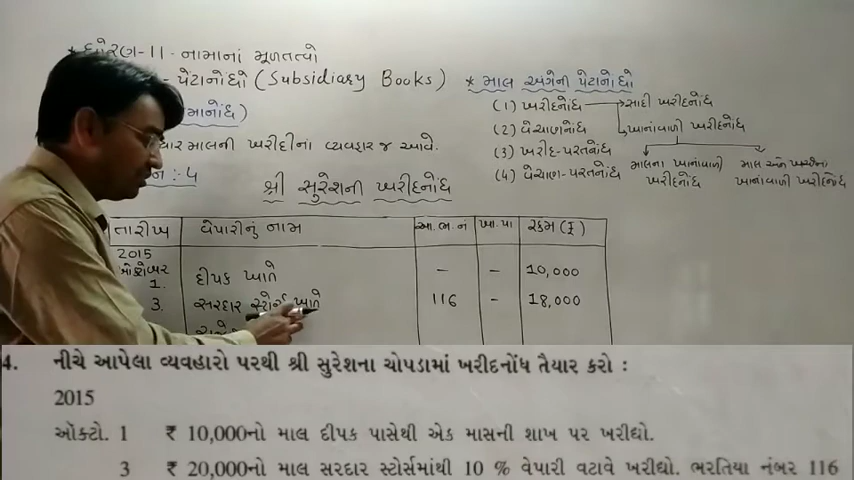 * ધોરણ-11 - નામાનાં મૂળતત્વો
- પેટાનોંધો (Subsidiary Books)
માનોંધ)
માલની ખરીદીના વ્યવહાર જ આવે.
ન :- 4
શ્રી સુરેશની ખરીદનોંધ
* માલ અંગેની પેટાનોંધો
(1) ખરીદનોંધ → સાદી ખરીદનોંધ
ખાનાંવાળી ખરીદનોંધ
(2) વેચાણનોંધ
(3) ખરીદ-પરતનોંધ
(4) વેચાણ-પરતનોંધ
માલના ખાનાંવાળી ખરીદનોંધ
માલ અને ખર્ચના ખાનાંવાળી ખરીદનોંધ
તારીખ વેપારીનું નામ આ.ભ.નં ખા.પા રકમ (₹)
2015
ઓક્ટોબર
1. દીપક ખાતે - - 10,000
3. સરદાર સ્ટોર્સ ખાતે 116 - 18,000
4. નીચે આપેલા વ્યવહારો પરથી શ્રી સુરેશના ચોપડામાં ખરીદનોંધ તૈયાર કરો :
2015
ઑક્ટો. 1 ₹ 10,000નો માલ દીપક પાસેથી એક માસની શાખ પર ખરીદ્યો.
3 ₹ 20,000નો માલ સરદાર સ્ટોર્સમાંથી 10 % વેપારી વટાવે ખરીદ્યો. ભરતિયા નંબર 116